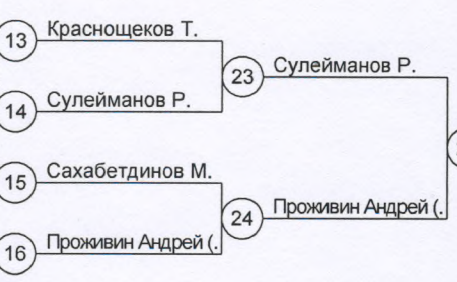 13 Краснощеков Т.
23 Сулейманов Р.
14 Сулейманов Р.
15 Сахабетдинов М.
24 Проживин Андрей (.
16 Проживин Андрей (.